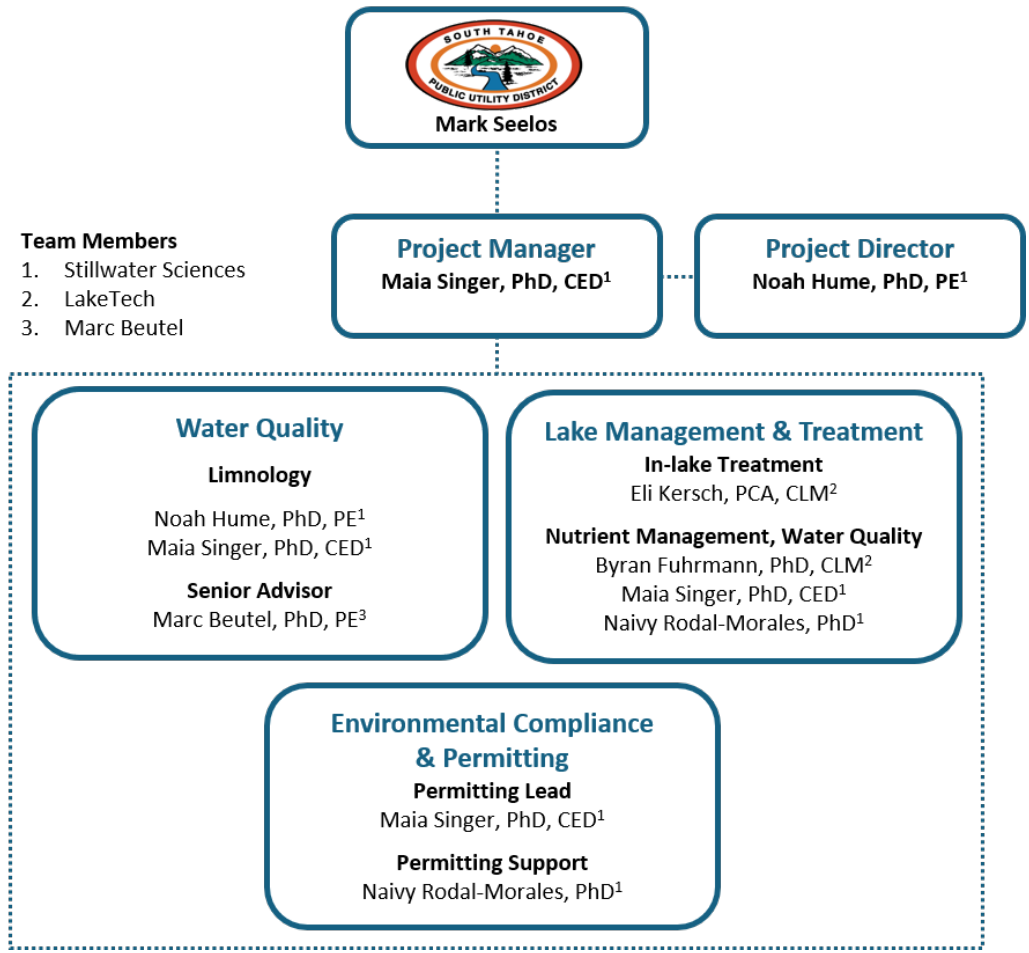 SOUTH TAHOE
PUBLIC UTILITY DISTRICT
Mark Seelos
Team Members
1. Stillwater Sciences
2. LakeTech
3. Marc Beutel
Project Manager
Maia Singer, PhD, CED¹
Project Director
Noah Hume, PhD, PE¹
Water Quality
Limnology
Noah Hume, PhD, PE¹
Maia Singer, PhD, CED¹
Senior Advisor
Marc Beutel, PhD, PE³
Lake Management & Treatment
In-lake Treatment
Eli Kersch, PCA, CLM²
Nutrient Management, Water Quality
Byran Fuhrmann, PhD, CLM²
Maia Singer, PhD, CED¹
Naivy Rodal-Morales, PhD¹
Environmental Compliance
& Permitting
Permitting Lead
Maia Singer, PhD, CED¹
Permitting Support
Naivy Rodal-Morales, PhD¹